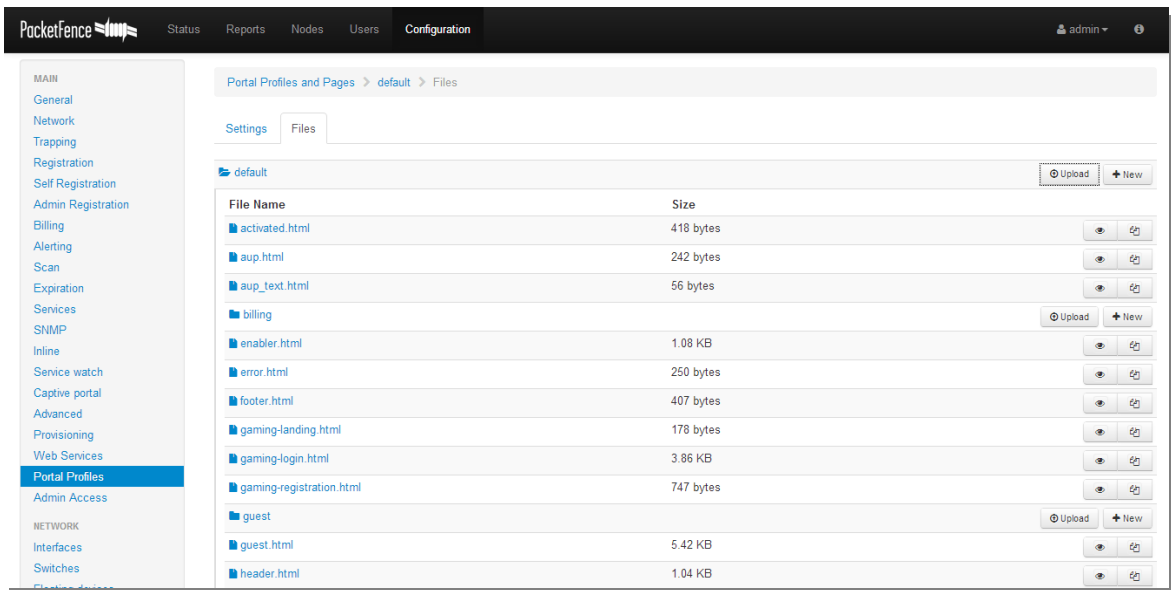 PacketFence Status Reports Nodes Users Configuration admin
Portal Profiles and Pages > default > Files
Settings Files
default Upload + New
File Name Size
activated.html 418 bytes
aup.html 242 bytes
aup_text.html 56 bytes
billing Upload + New
enabler.html 1.08 KB
error.html 250 bytes
footer.html 407 bytes
gaming-landing.html 178 bytes
gaming-login.html 3.86 KB
gaming-registration.html 747 bytes
guest Upload + New
guest.html 5.42 KB
header.html 1.04 KB
MAIN
General
Network
Trapping
Registration
Self Registration
Admin Registration
Billing
Alerting
Scan
Expiration
Services
SNMP
Inline
Service watch
Captive portal
Advanced
Provisioning
Web Services
Portal Profiles
Admin Access
NETWORK
Interfaces
Switches